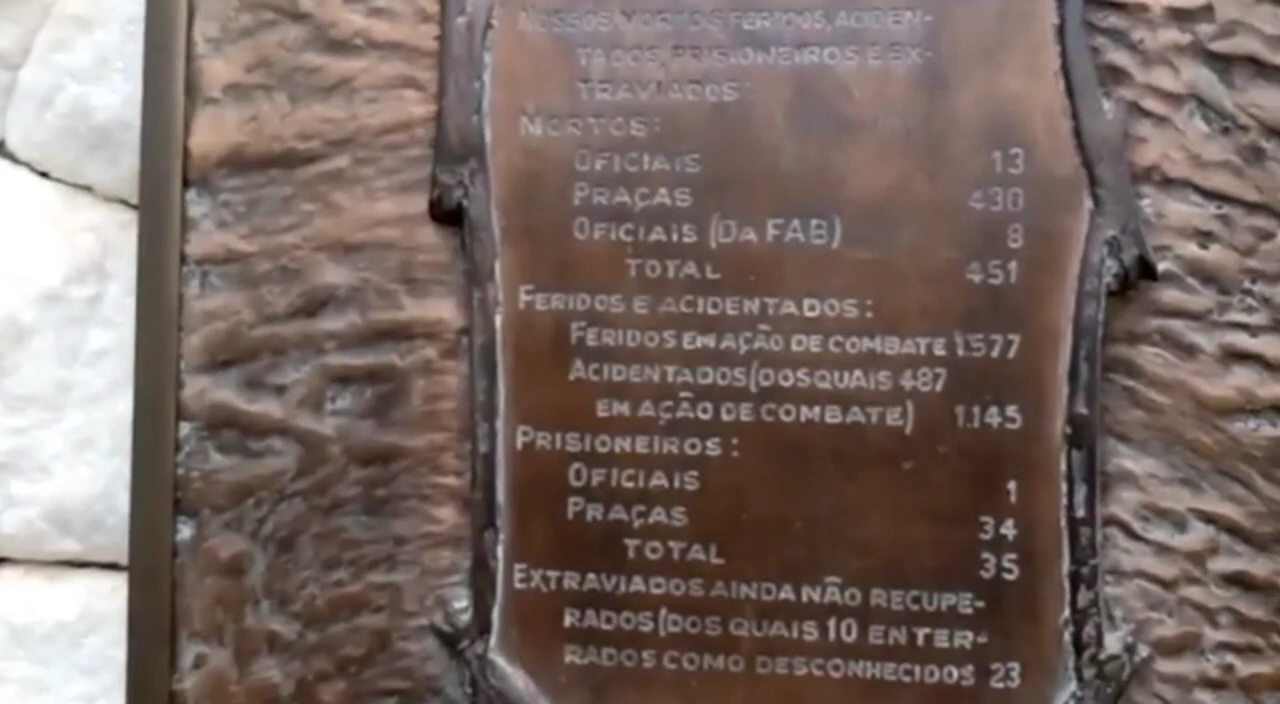 NOSSOS MORTOS, FERIDOS, ACIDEN-
TADOS, PRISIONEIROS E EX-
TRAVIADOS:
MORTOS:
OFICIAIS 13
PRAÇAS 430
OFICIAIS (DA FAB) 8
TOTAL 451
FERIDOS E ACIDENTADOS:
FERIDOS EM AÇÃO DE COMBATE 1.577
ACIDENTADOS (DOS QUAIS 487
EM AÇÃO DE COMBATE) 1.145
PRISIONEIROS:
OFICIAIS 1
PRAÇAS 34
TOTAL 35
EXTRAVIADOS AINDA NÃO RECUPE-
RADOS (DOS QUAIS 10 ENTER-
RADOS COMO DESCONHECIDOS 23